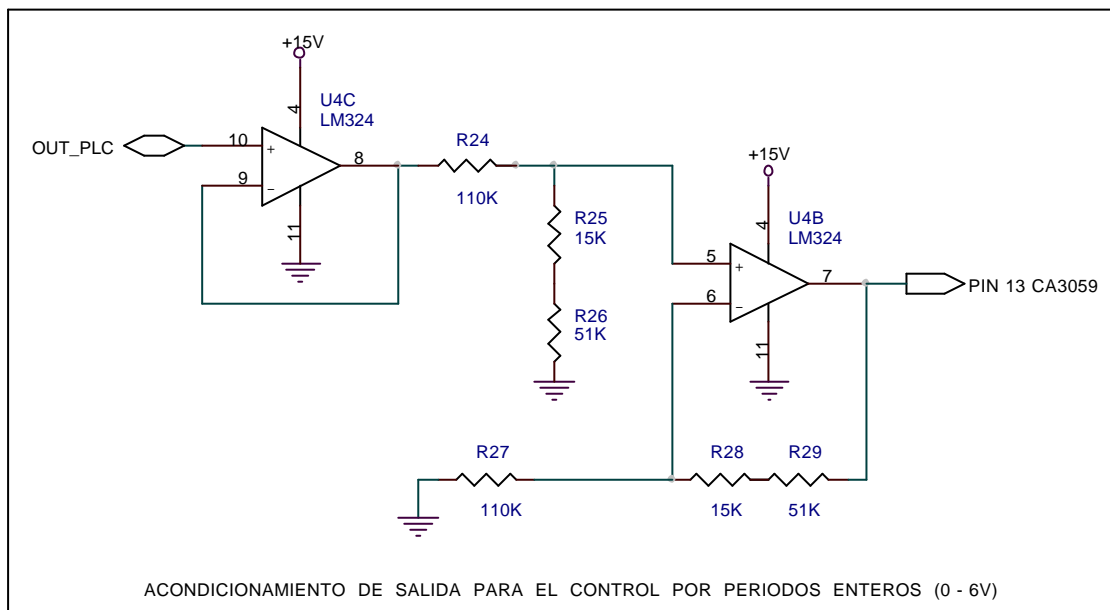 +15V
4
U4C
LM324
OUT_PLC
10
+
9
-
8
11
R24
110K
R25
15K
R26
51K
+15V
4
U4B
LM324
5
+
6
-
7
11
PIN 13 CA3059
R27
110K
R28
15K
R29
51K
ACONDICIONAMIENTO DE SALIDA PARA EL CONTROL POR PERIODOS ENTEROS (0 - 6V)